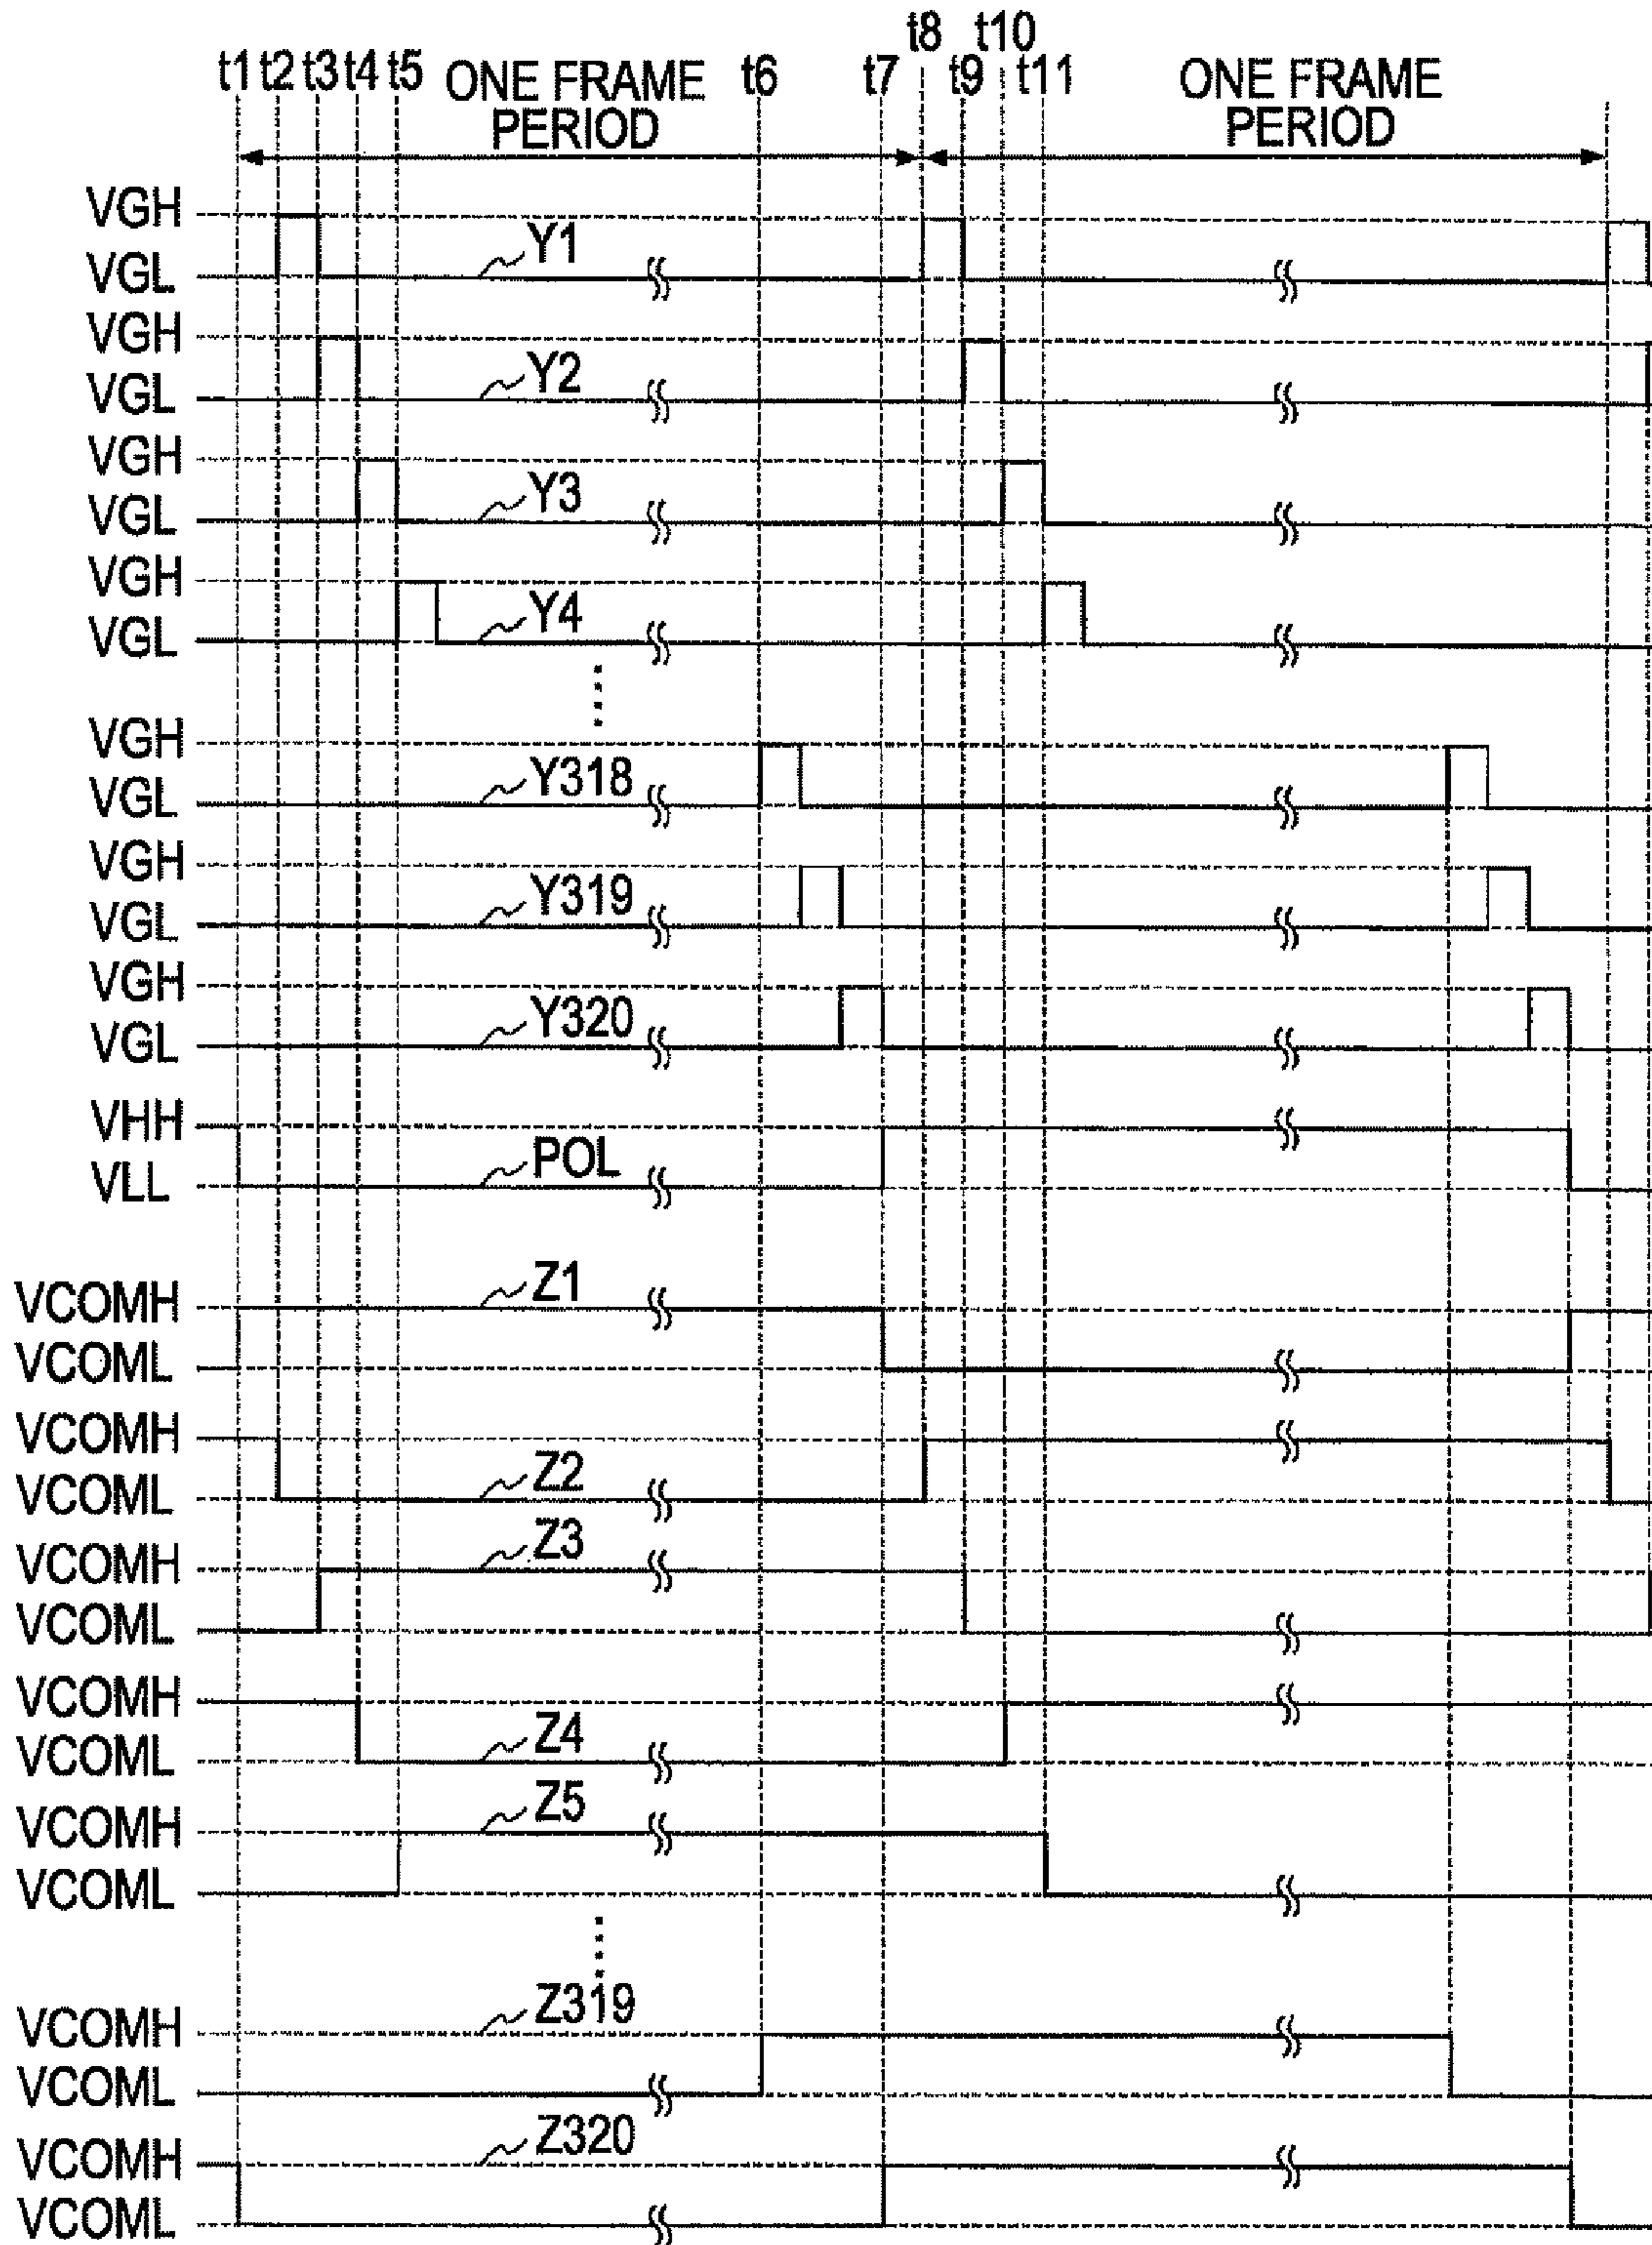 t8 t10
t1 t2 t3 t4 t5 ONE FRAME PERIOD t6 t7 t9 t11 ONE FRAME PERIOD
VGH
Y1
VGL
VGH
Y2
VGL
VGH
Y3
VGL
VGH
Y4
VGL
VGH
Y318
VGL
VGH
Y319
VGL
VGH
Y320
VGL
VHH
POL
VLL
Z1
VCOMH
VCOML
VCOMH
Z2
VCOML
Z3
VCOMH
VCOML
VCOMH
Z4
VCOML
Z5
VCOMH
VCOML
Z319
VCOMH
VCOML
Z320
VCOMH
VCOML